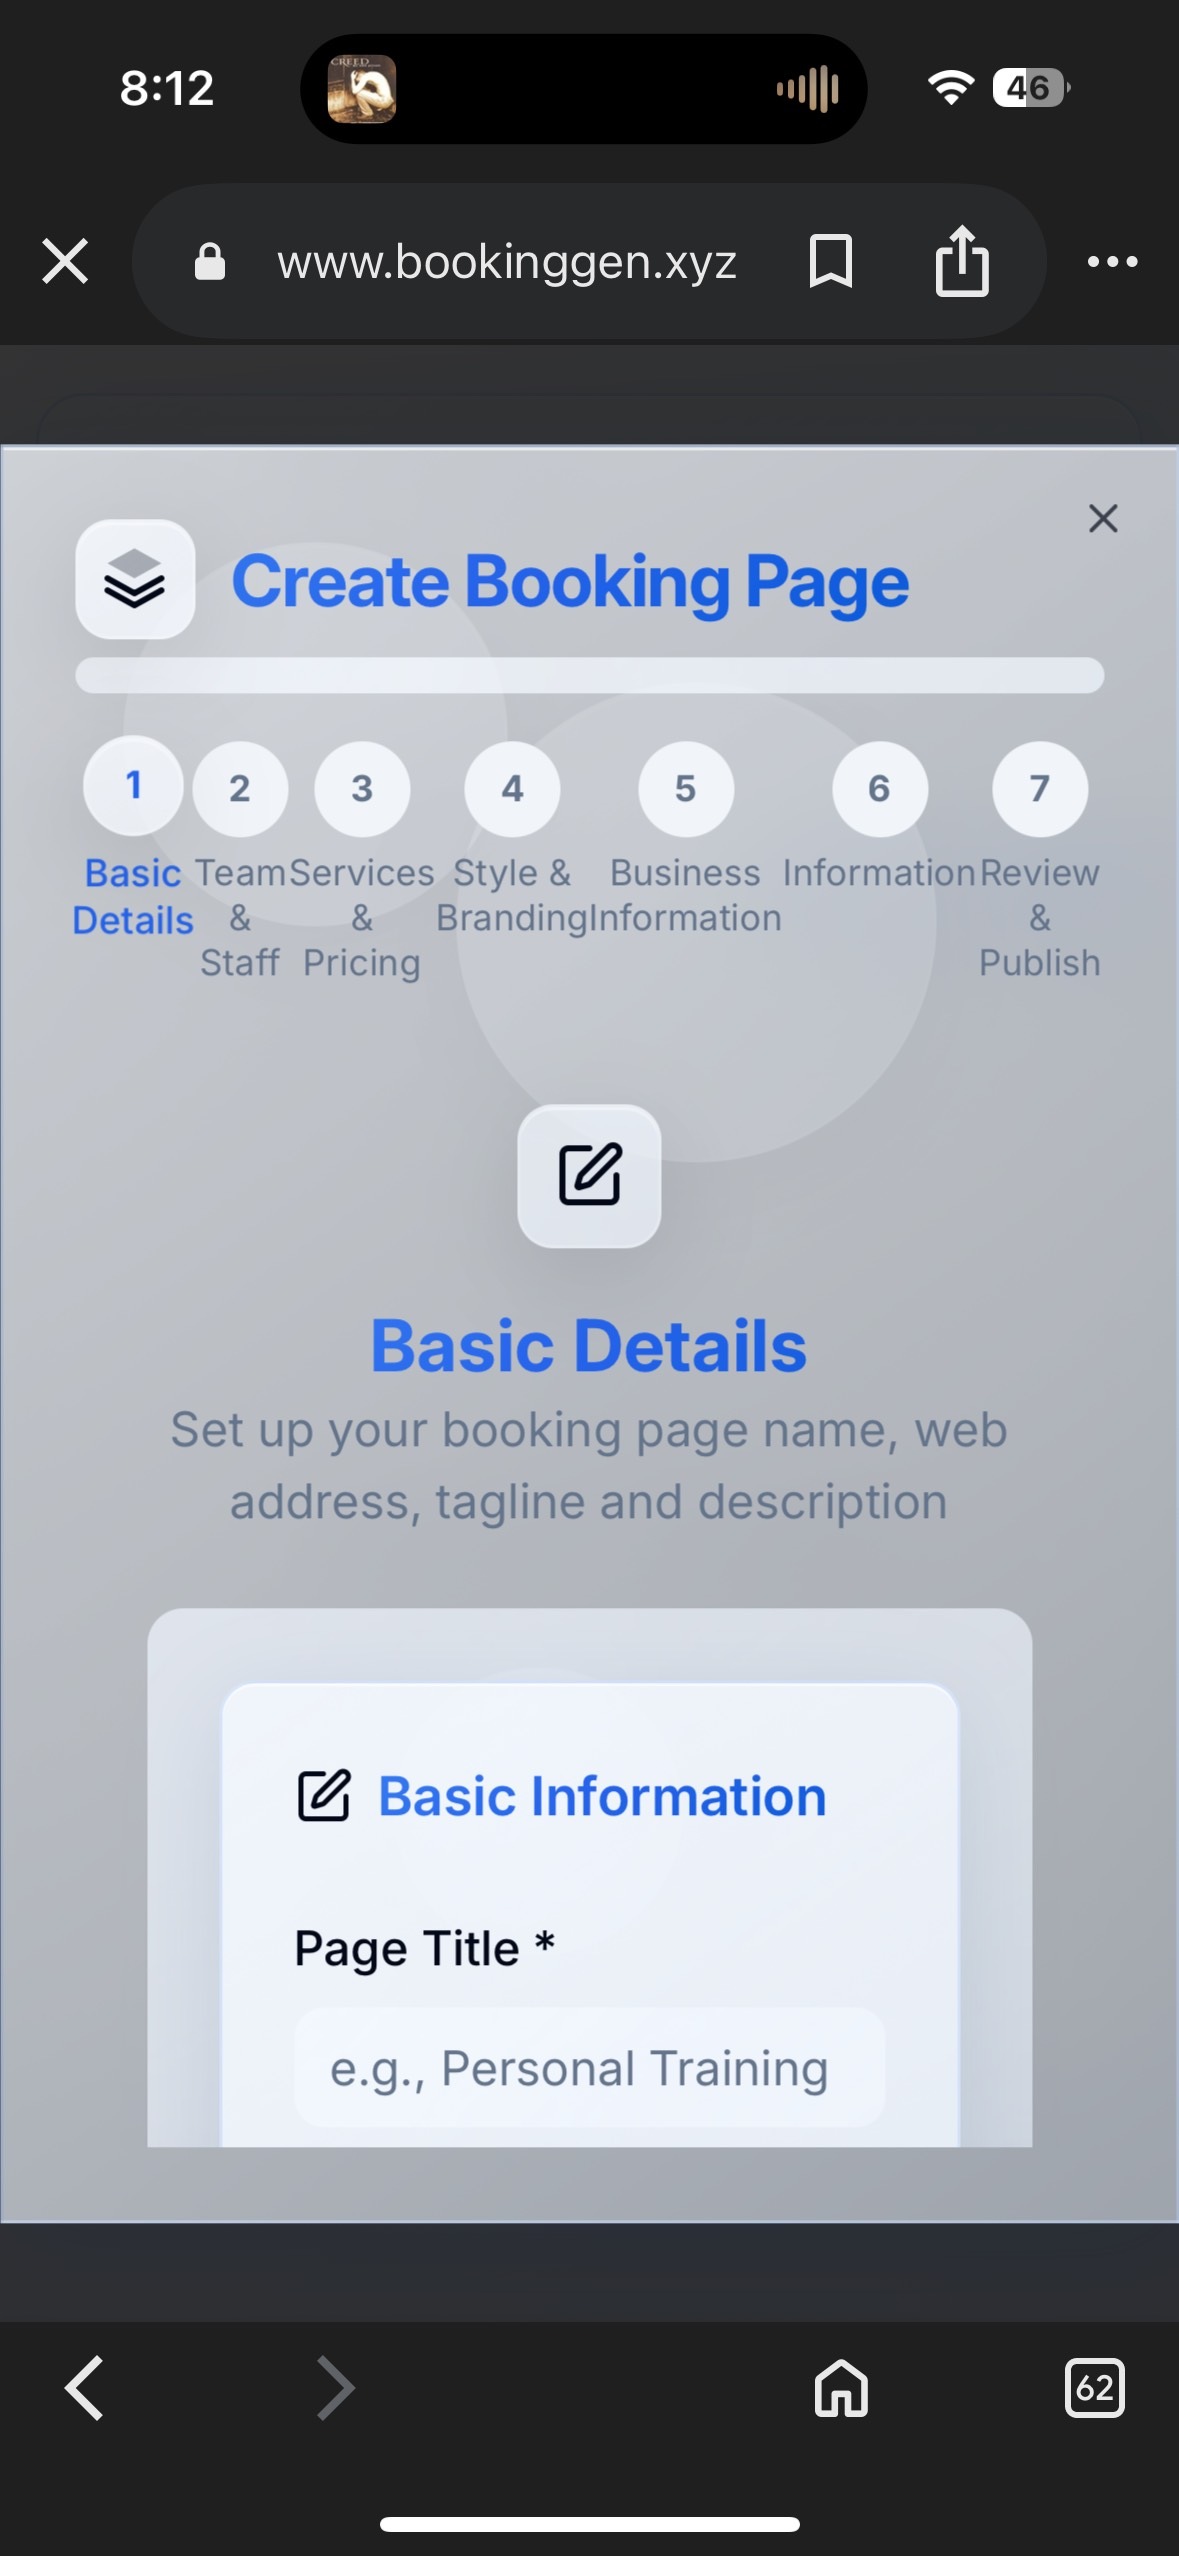 8:12
CREED
46
www.bookinggen.xyz
Create Booking Page
1 2 3 4 5 6 7
Basic Details
Team & Staff
Services & Pricing
Style & Branding
Business Information
Information
Review & Publish
Basic Details
Set up your booking page name, web
address, tagline and description
Basic Information
Page Title *
e.g., Personal Training
62